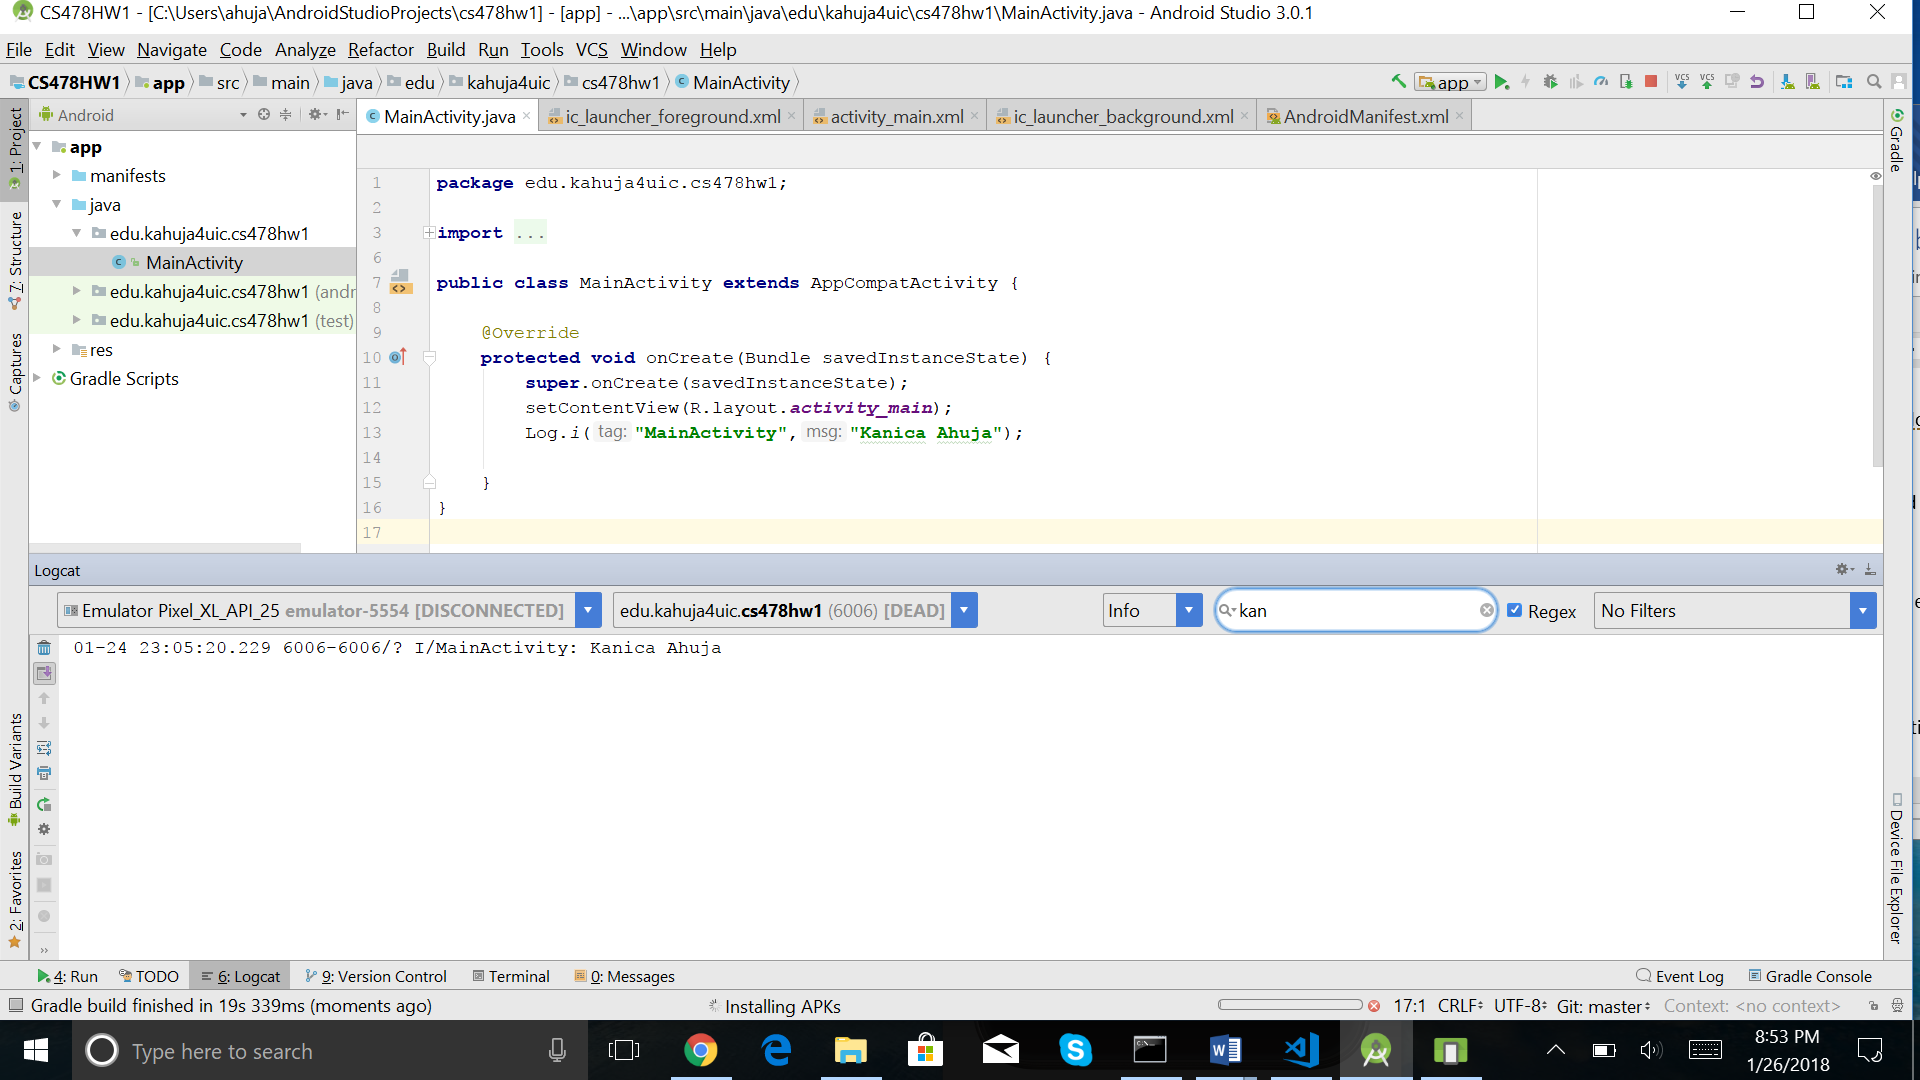 CS478HW1 - [C:\Users\ahuja\AndroidStudioProjects\cs478hw1] - [app] - ...\app\src\main\java\edu\kahuja4uic\cs478hw1\MainActivity.java - Android Studio 3.0.1
File Edit View Navigate Code Analyze Refactor Build Run Tools VCS Window Help
CS478HW1 app src main java edu kahuja4uic cs478hw1 MainActivity
app
VCS VCS
Android
MainActivity.java ic_launcher_foreground.xml activity_main.xml ic_launcher_background.xml AndroidManifest.xml
1: Project
7: Structure
Captures
Build Variants
2: Favorites
app
manifests
java
edu.kahuja4uic.cs478hw1
MainActivity
edu.kahuja4uic.cs478hw1 (andr
edu.kahuja4uic.cs478hw1 (test)
res
Gradle Scripts
1 package edu.kahuja4uic.cs478hw1;
2
3 import ...
6
7 public class MainActivity extends AppCompatActivity {
8
9 @Override
10 protected void onCreate(Bundle savedInstanceState) {
11 super.onCreate(savedInstanceState);
12 setContentView(R.layout.activity_main);
13 Log.i( tag: "MainActivity", msg: "Kanica Ahuja");
14
15 }
16 }
17
Gradle
Device File Explorer
Logcat
Emulator Pixel_XL_API_25 emulator-5554 [DISCONNECTED] edu.kahuja4uic.cs478hw1 (6006) [DEAD] Info kan Regex No Filters
01-24 23:05:20.229 6006-6006/? I/MainActivity: Kanica Ahuja
4: Run TODO 6: Logcat 9: Version Control Terminal 0: Messages Event Log Gradle Console
Gradle build finished in 19s 339ms (moments ago) Installing APKs 17:1 CRLF UTF-8 Git: master Context: <no context>
Type here to search
8:53 PM
1/26/2018